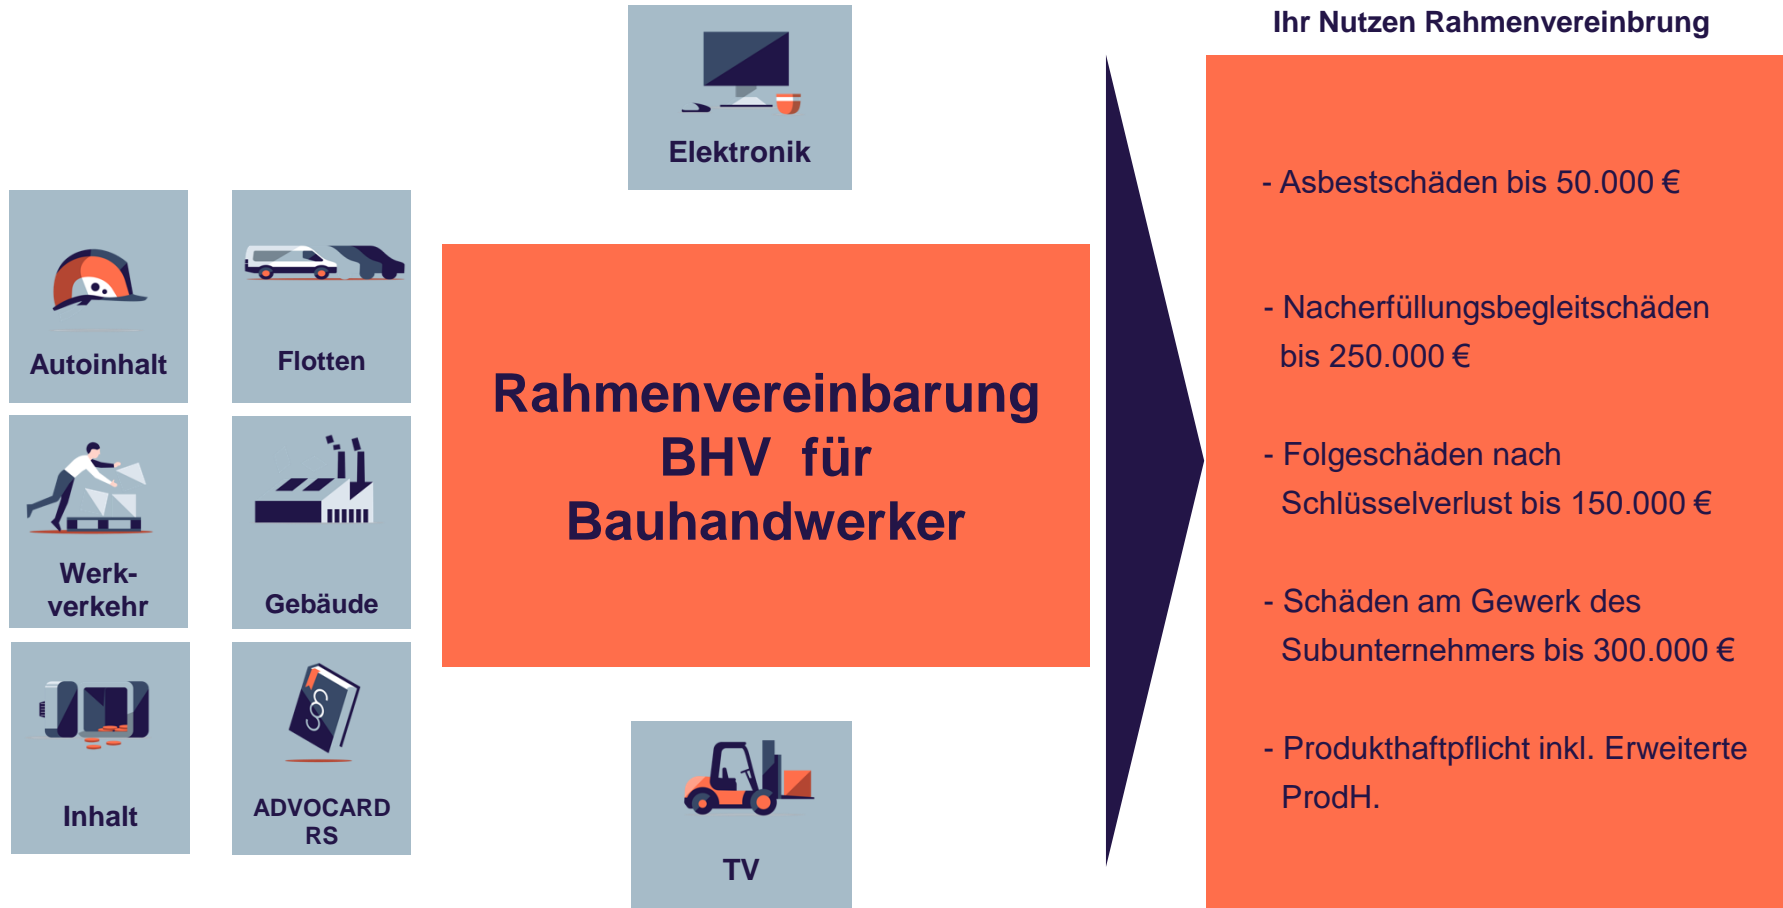 Ihr Nutzen Rahmenvereinbrung
Elektronik
Autoinhalt
Flotten
Werk-
verkehr
Gebäude
Inhalt
ADVOCARD
RS
Rahmenvereinbarung
BHV für
Bauhandwerker
TV
- Asbestschäden bis 50.000 €
- Nacherfüllungsbegleitschäden
bis 250.000 €
- Folgeschäden nach
Schlüsselverlust bis 150.000 €
- Schäden am Gewerk des
Subunternehmers bis 300.000 €
- Produkthaftpflicht inkl. Erweiterte
ProdH.